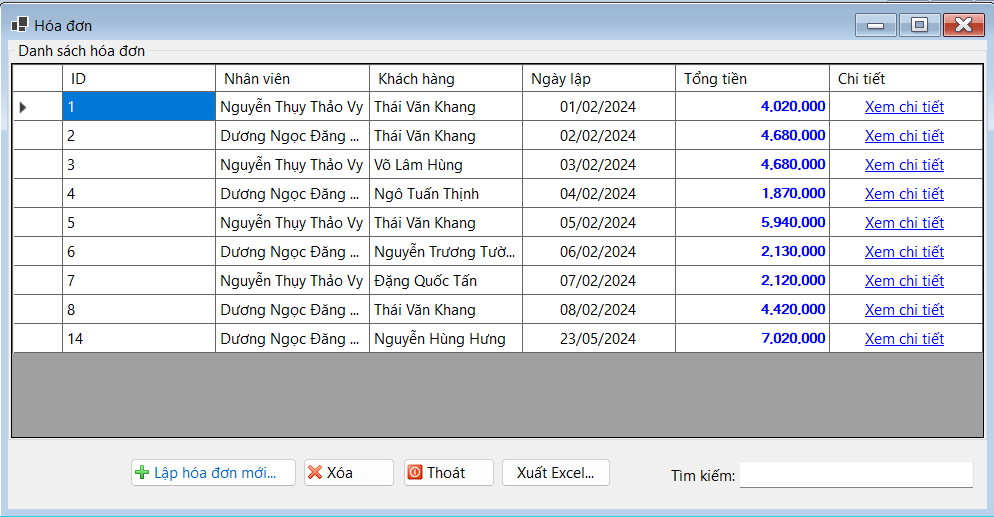 Hóa đơn
Danh sách hóa đơn
ID Nhân viên Khách hàng Ngày lập Tổng tiền Chi tiết
1 Nguyễn Thụy Thảo Vy Thái Văn Khang 01/02/2024 4.020.000 Xem chi tiết
2 Dương Ngọc Đăng ... Thái Văn Khang 02/02/2024 4.680.000 Xem chi tiết
3 Nguyễn Thụy Thảo Vy Võ Lâm Hùng 03/02/2024 4.680.000 Xem chi tiết
4 Dương Ngọc Đăng ... Ngô Tuấn Thịnh 04/02/2024 1.870.000 Xem chi tiết
5 Nguyễn Thụy Thảo Vy Thái Văn Khang 05/02/2024 5.940.000 Xem chi tiết
6 Dương Ngọc Đăng ... Nguyễn Trương Tườ... 06/02/2024 2.130.000 Xem chi tiết
7 Nguyễn Thụy Thảo Vy Đặng Quốc Tấn 07/02/2024 2.120.000 Xem chi tiết
8 Dương Ngọc Đăng ... Thái Văn Khang 08/02/2024 4.420.000 Xem chi tiết
14 Dương Ngọc Đăng ... Nguyễn Hùng Hưng 23/05/2024 7.020.000 Xem chi tiết
Lập hóa đơn mới... Xóa Thoát Xuất Excel... Tìm kiếm: